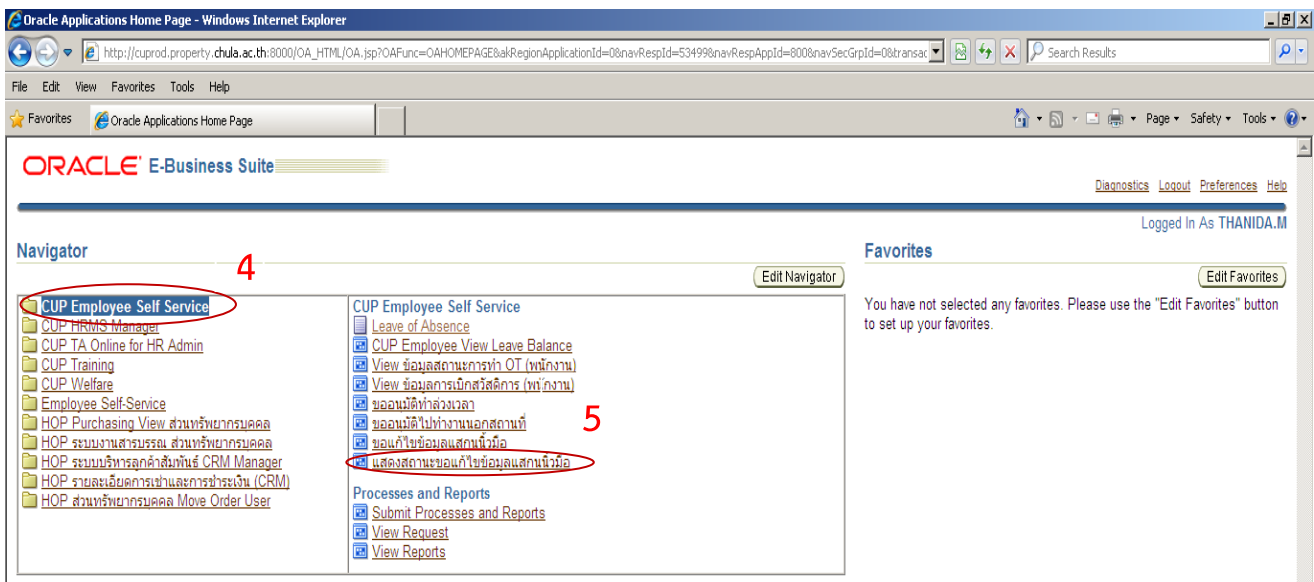 Oracle Applications Home Page - Windows Internet Explorer
http://cuprod.property.chula.ac.th:8000/OA_HTML/OA.jsp?OAFunc=OAHOMEPAGE&akRegionApplicationId=0&navRespId=53499&navRespAppId=800&navSecGrpId=0&transac
Search Results
File Edit View Favorites Tools Help
Favorites Oracle Applications Home Page
Page Safety Tools
ORACLE E-Business Suite
Diagnostics Logout Preferences Help
Logged In As THANIDA.M
Navigator
4
Edit Navigator
CUP Employee Self Service
CUP HRMS Manager
CUP TA Online for HR Admin
CUP Training
CUP Welfare
Employee Self-Service
HOP Purchasing View ส่วนทรัพยากรบุคคล
HOP ระบบงานสารบรรณ ส่วนทรัพยากรบุคคล
HOP ระบบบริหารลูกค้าสัมพันธ์ CRM Manager
HOP รายละเอียดการเช่าและการชำระเงิน (CRM)
HOP ส่วนทรัพยากรบุคคล Move Order User
CUP Employee Self Service
Leave of Absence
CUP Employee View Leave Balance
View ข้อมูลสถานะการทำ OT (พนักงาน)
View ข้อมูลการเบิกสวัสดิการ (พนักงาน)
ขออนุมัติทำล่วงเวลา
ขออนุมัติไปทำงานนอกสถานที่
ขอแก้ไขข้อมูลแสกนนิ้วมือ
แสดงสถานะขอแก้ไขข้อมูลแสกนนิ้วมือ
5
Processes and Reports
Submit Processes and Reports
View Request
View Reports
Favorites
Edit Favorites
You have not selected any favorites. Please use the "Edit Favorites" button
to set up your favorites.